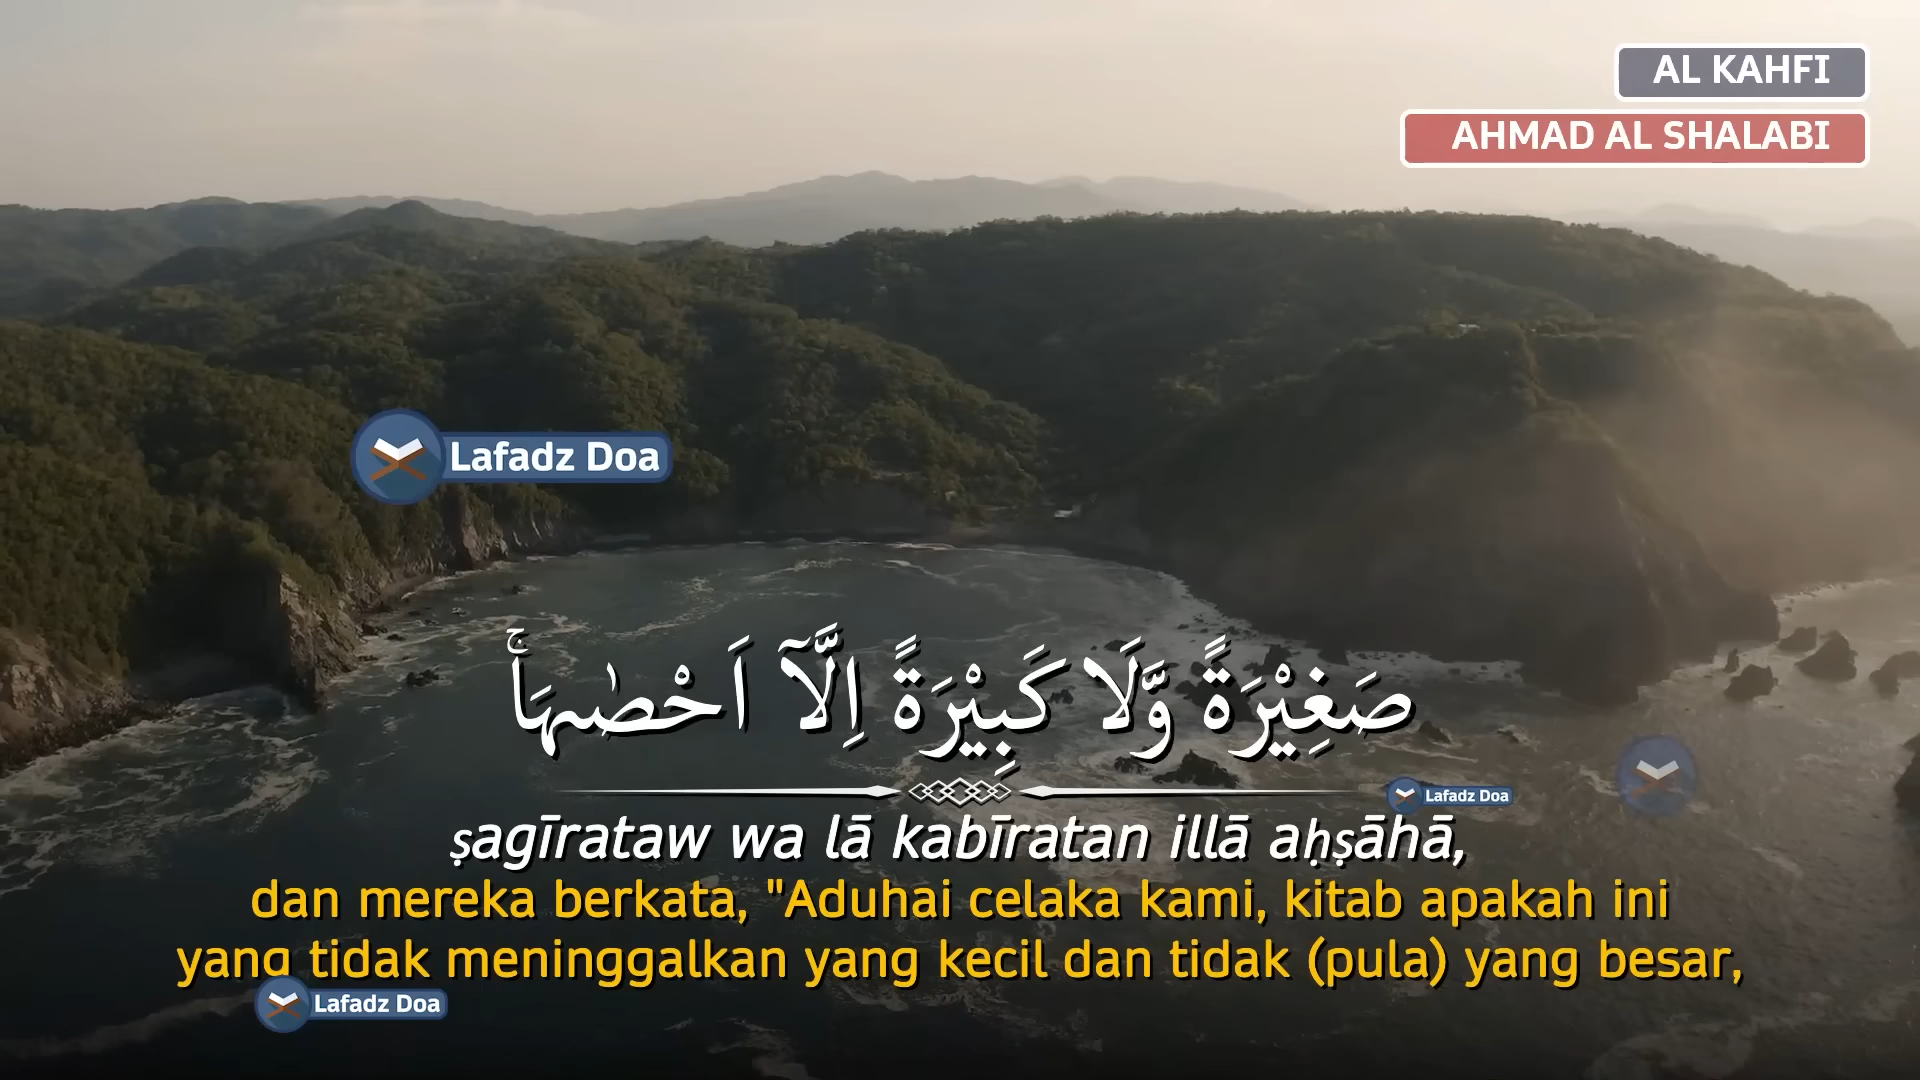 AL KAHFI
AHMAD AL SHALABI
Lafadz Doa
صَغِيْرَةً وَّلَا كَبِيْرَةً اِلَّآ اَحْصٰىهَاۚ
Lafadz Doa
ṣagīrataw wa lā kabīratan illā aḥṣāhā,
dan mereka berkata, "Aduhai celaka kami, kitab apakah ini
yang tidak meninggalkan yang kecil dan tidak (pula) yang besar,
Lafadz Doa